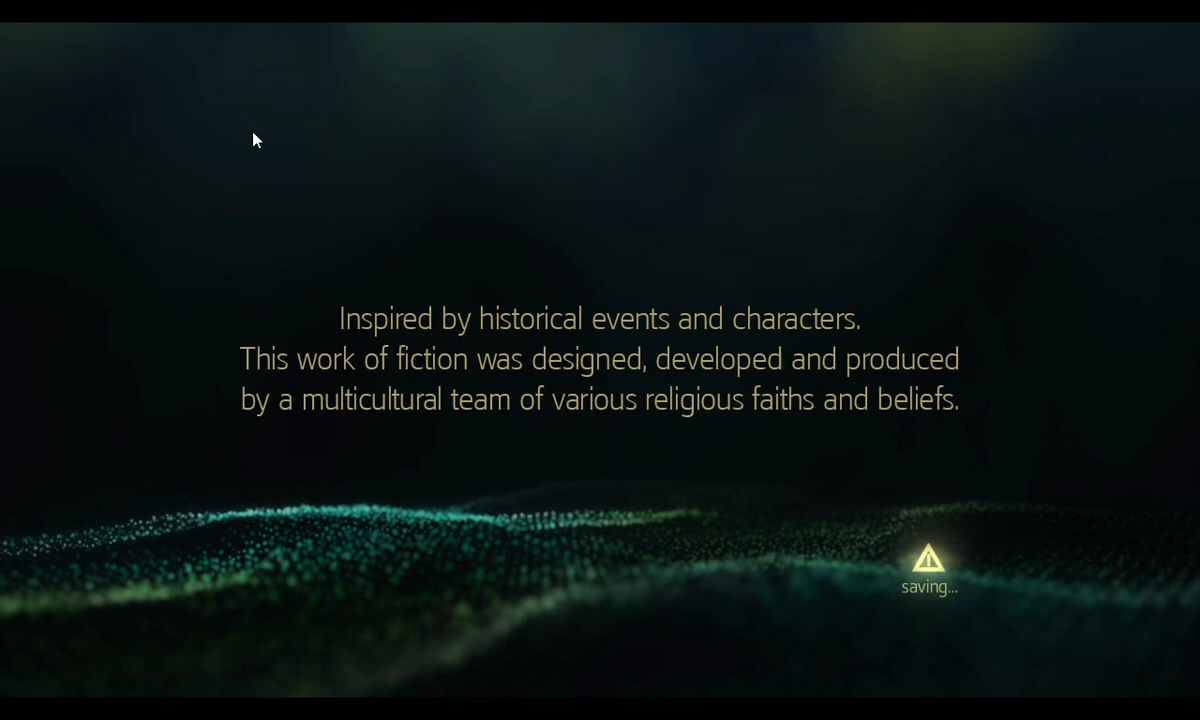 Inspired by historical events and characters.
This work of fiction was designed, developed and produced
by a multicultural team of various religious faiths and beliefs.
saving...